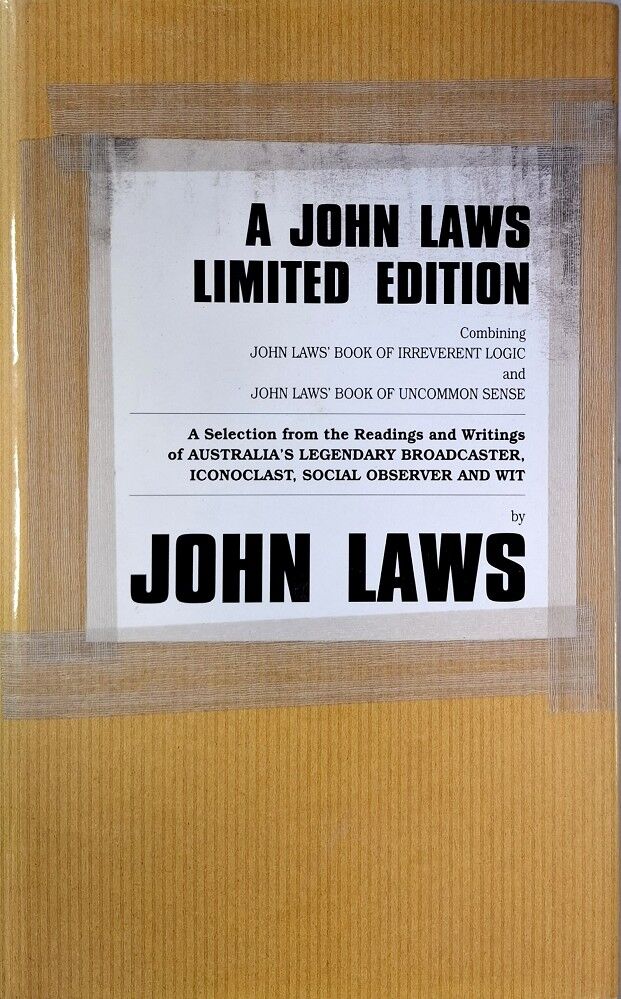 A JOHN LAWS
LIMITED EDITION
Combining
JOHN LAWS' BOOK OF IRREVERENT LOGIC
and
JOHN LAWS' BOOK OF UNCOMMON SENSE
A Selection from the Readings and Writings
of AUSTRALIA'S LEGENDARY BROADCASTER,
ICONOCLAST, SOCIAL OBSERVER AND WIT
by
JOHN LAWS